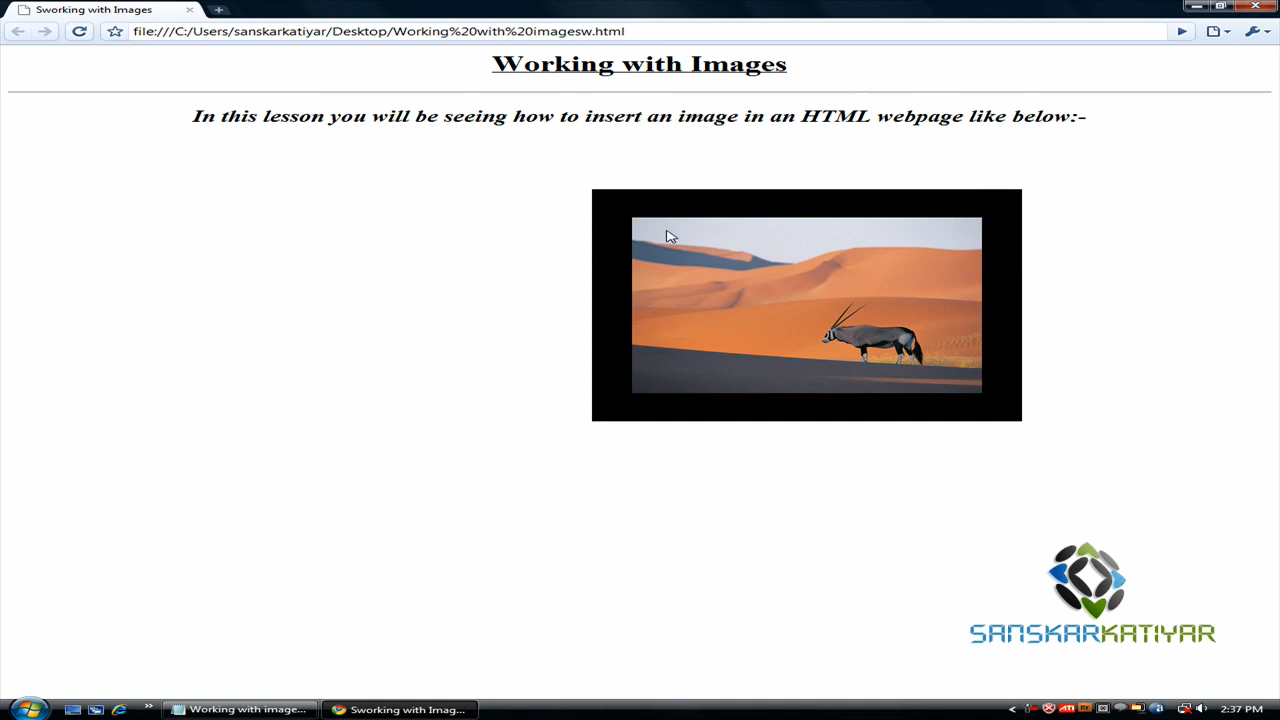 Sworking with Images
file:///C:/Users/sanskarkatiyar/Desktop/Working%20with%20imagesw.html
Working with Images
In this lesson you will be seeing how to insert an image in an HTML webpage like below:-
SANSKARKATIYAR
Working with image...
Sworking with Imag...
ATI
Br
2:37 PM